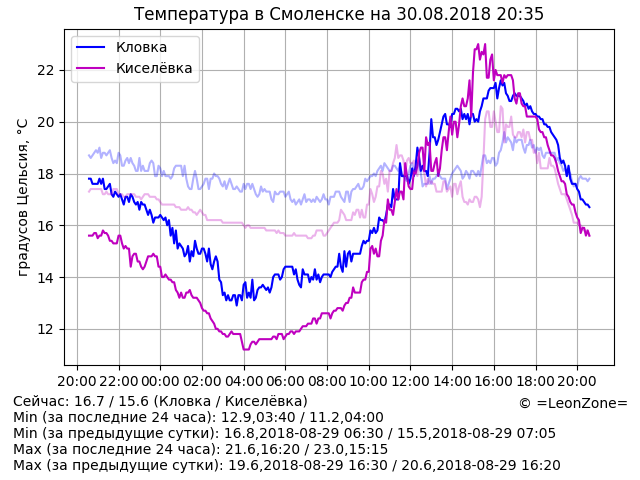 Температура в Смоленске на 30.08.2018 20:35
Кловка
Киселёвка
градусов Цельсия, °C
22
20
18
16
14
12
20:00 22:00 00:00 02:00 04:00 06:00 08:00 10:00 12:00 14:00 16:00 18:00 20:00
Сейчас: 16.7 / 15.6 (Кловка / Киселёвка)
© =LeonZone=
Min (за последние 24 часа): 12.9,03:40 / 11.2,04:00
Min (за предыдущие сутки): 16.8,2018-08-29 06:30 / 15.5,2018-08-29 07:05
Max (за последние 24 часа): 21.6,16:20 / 23.0,15:15
Max (за предыдущие сутки): 19.6,2018-08-29 16:30 / 20.6,2018-08-29 16:20